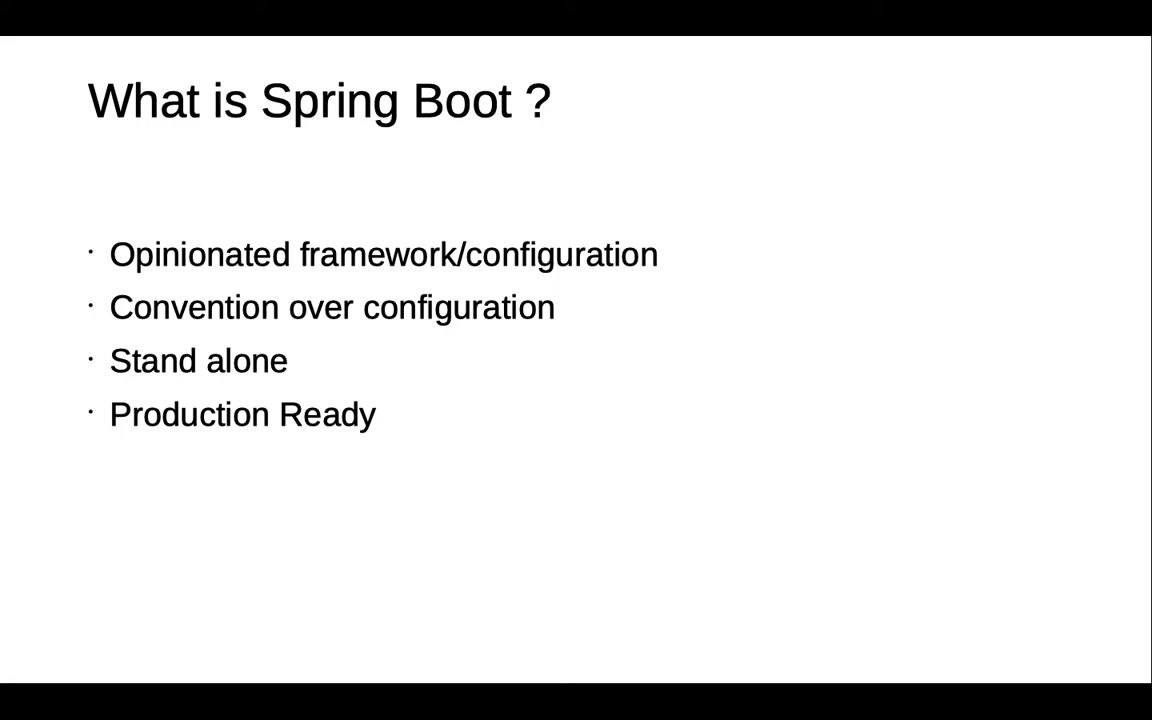 What is Spring Boot ?
· Opinionated framework/configuration
· Convention over configuration
· Stand alone
· Production Ready